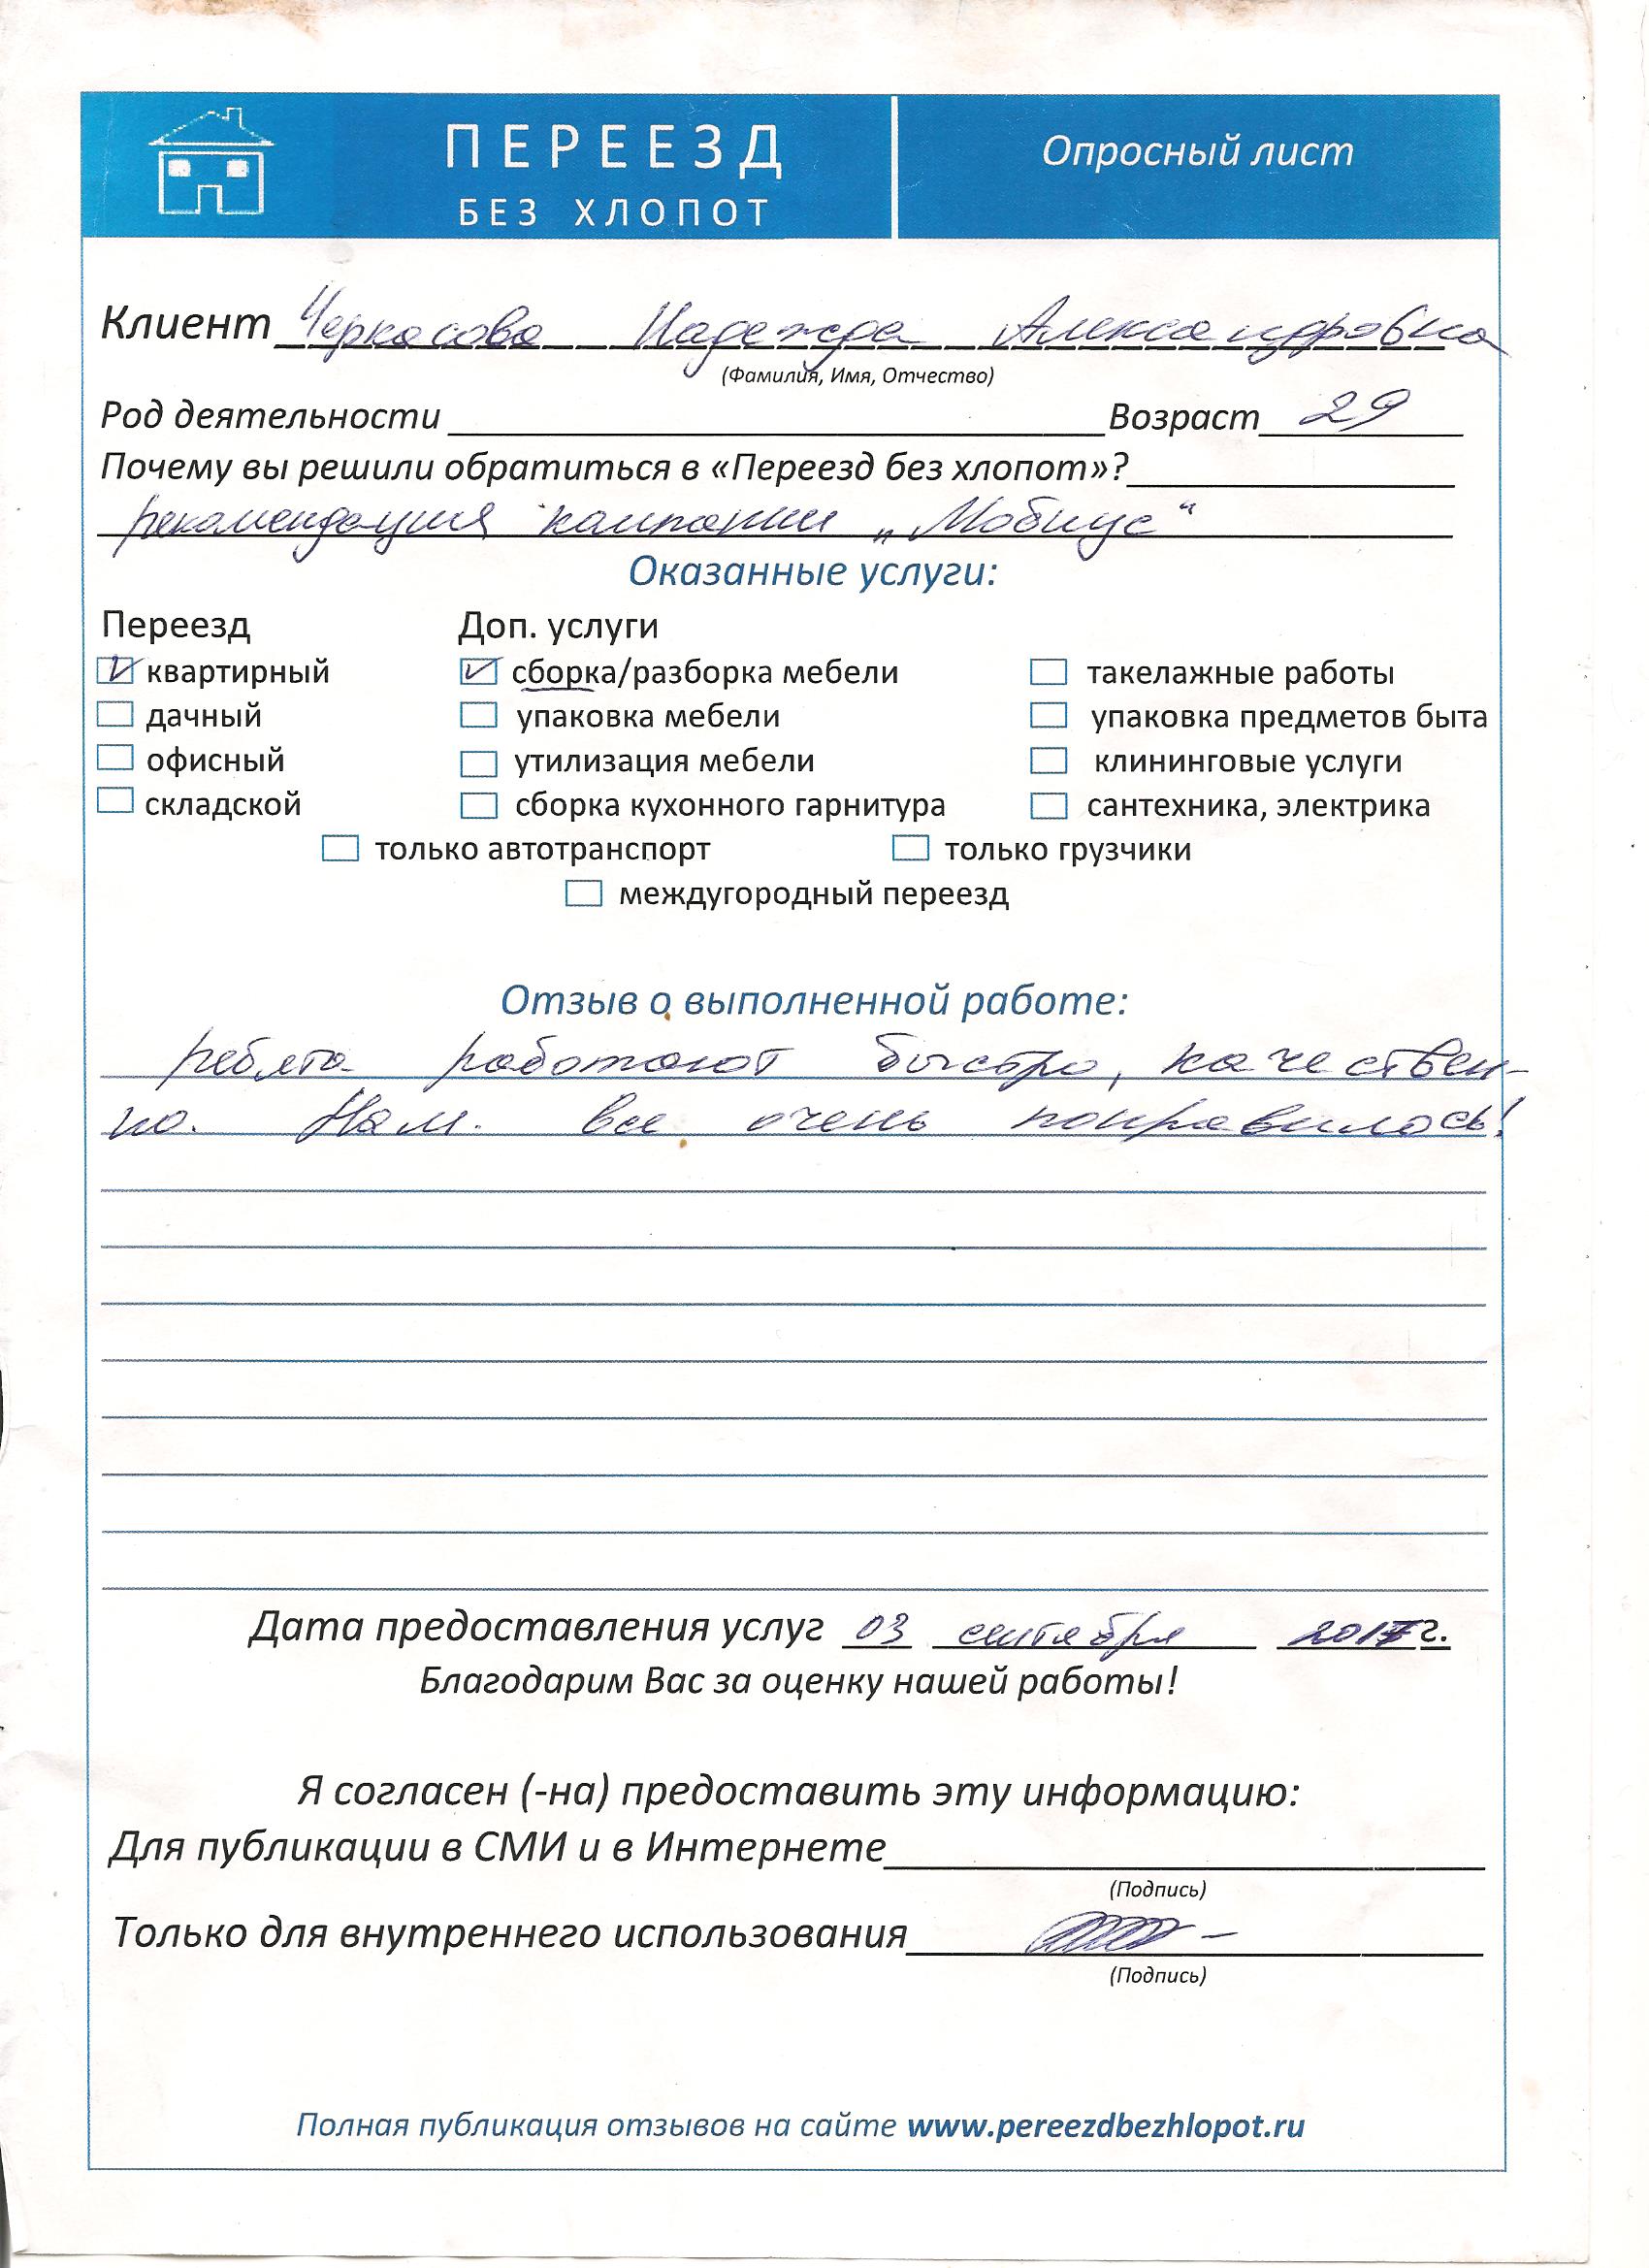 ПЕРЕЕЗД
БЕЗ ХЛОПОТ
Опросный лист
Клиент Черкасова Надежда Александровна
(Фамилия, Имя, Отчество)
Род деятельности Возраст 29
Почему вы решили обратиться в «Переезд без хлопот»?
рекомендация компании „Мобиус“
Оказанные услуги:
Переезд Доп. услуги
квартирный сборка/разборка мебели такелажные работы
дачный упаковка мебели упаковка предметов быта
офисный утилизация мебели клининговые услуги
складской сборка кухонного гарнитура сантехника, электрика
только автотранспорт только грузчики
междугородный переезд
Отзыв о выполненной работе:
ребята работают быстро, качествен-
но. Нам все очень понравилось!
Дата предоставления услуг 03 сентября 2017 г.
Благодарим Вас за оценку нашей работы!
Я согласен (-на) предоставить эту информацию:
Для публикации в СМИ и в Интернете
(Подпись)
Только для внутреннего использования
(Подпись)
Полная публикация отзывов на сайте www.pereezdbezhlopot.ru